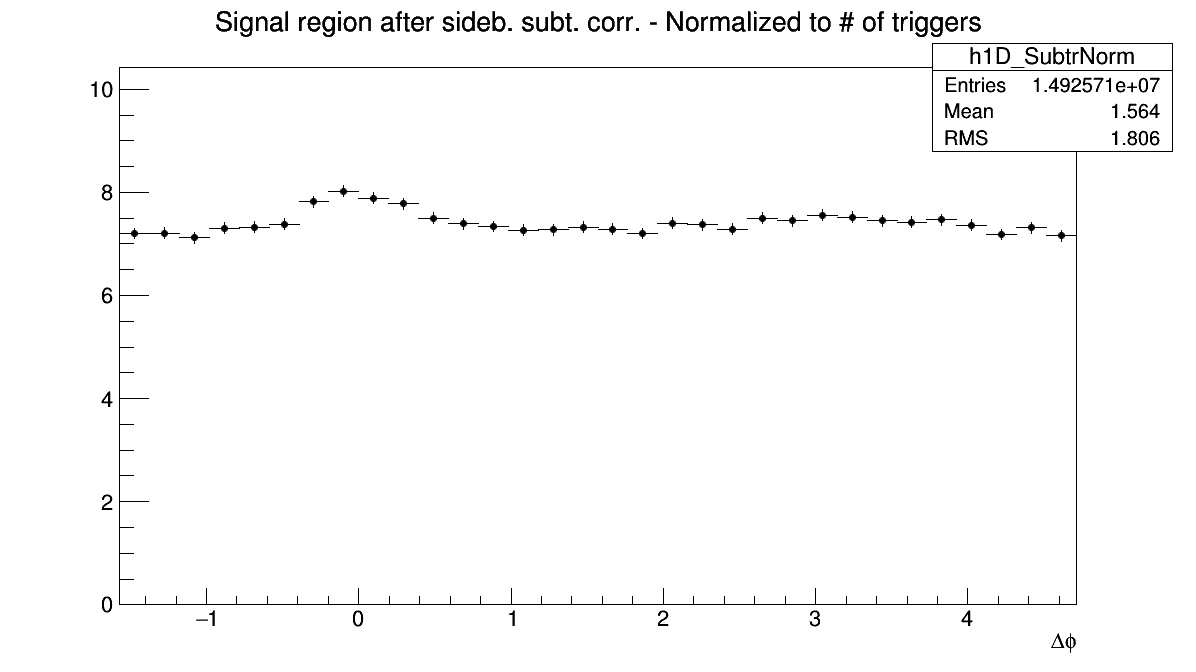 Signal region after sideb. subt. corr. - Normalized to # of triggers
h1D_SubtrNorm
Entries 1.492571e+07
Mean 1.564
RMS 1.806
10
8
6
4
2
0
−1 0 1 2 3 4
Δϕ